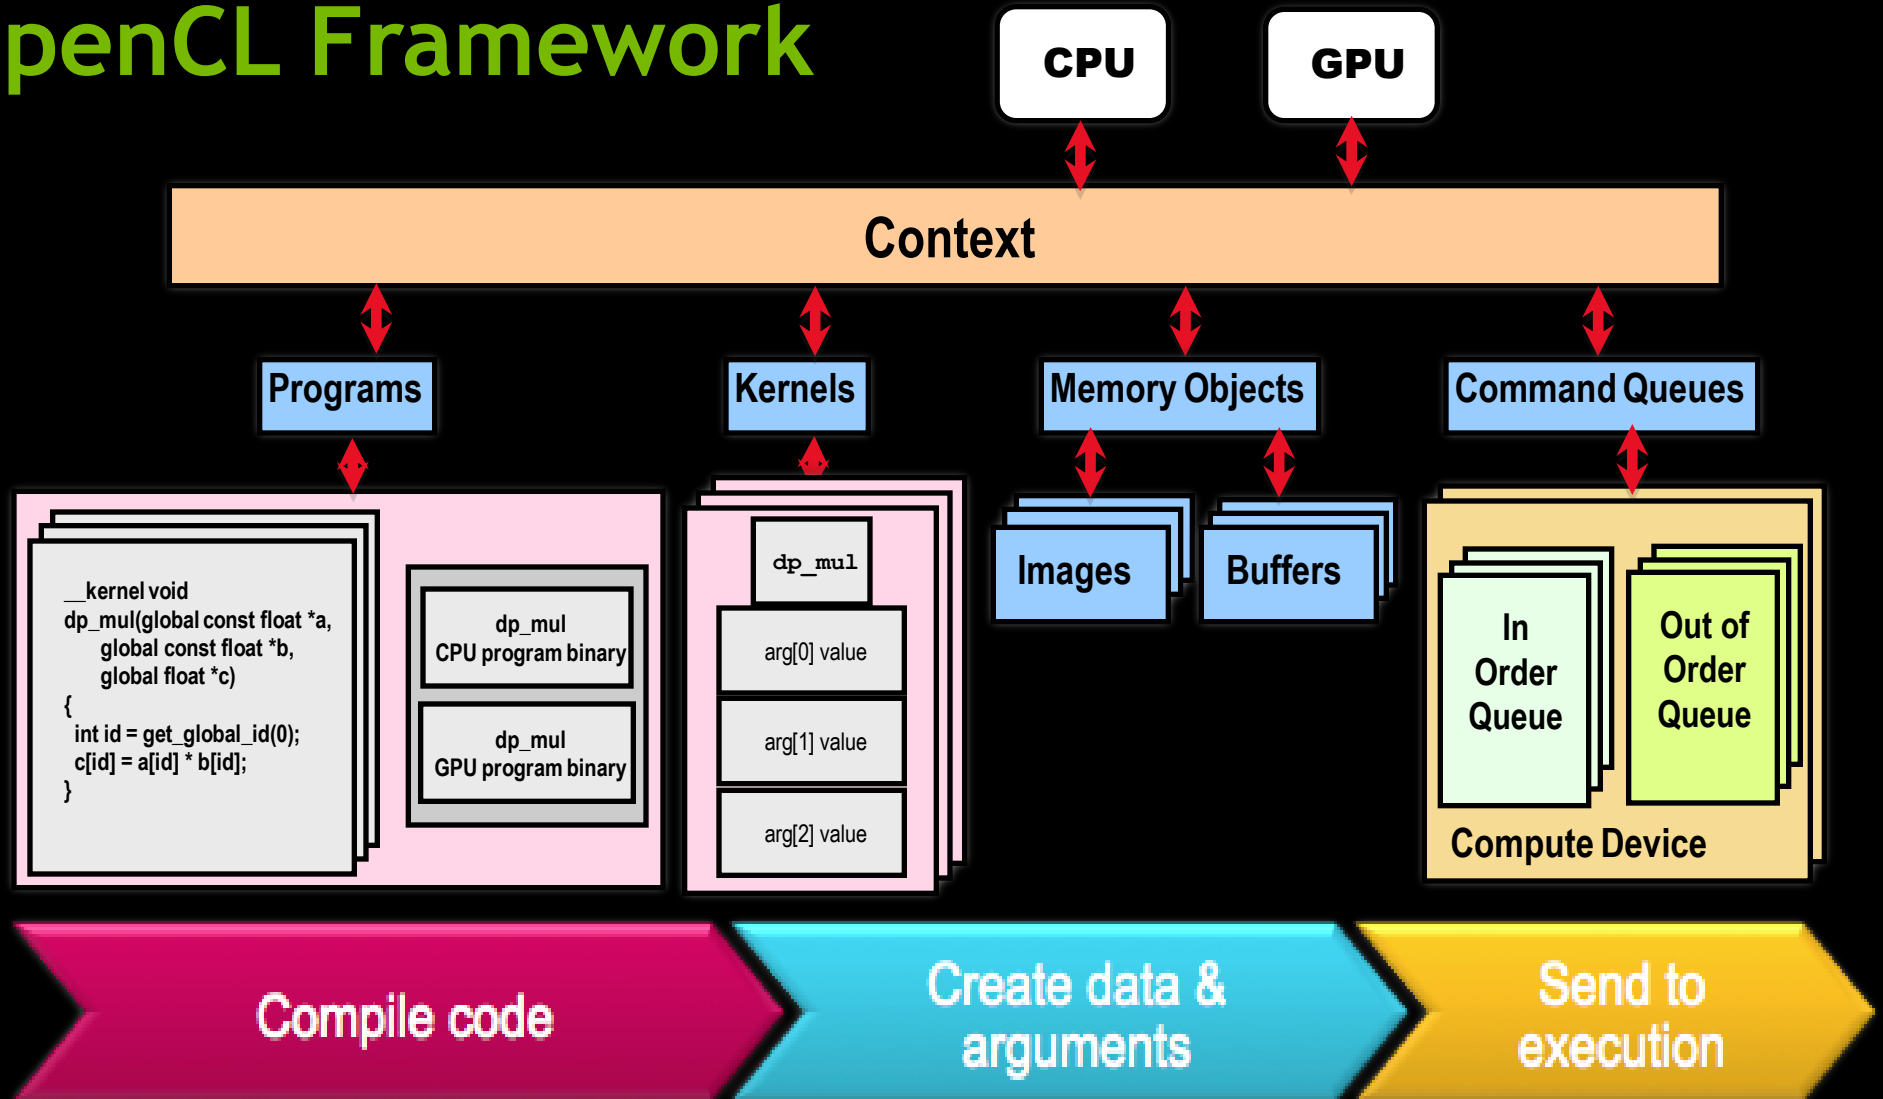 penCL Framework
CPU
GPU
Context
Programs
Kernels
Memory Objects
Command Queues
__kernel void
dp_mul(global const float *a,
global const float *b,
global float *c)
{
int id = get_global_id(0);
c[id] = a[id] * b[id];
}
dp_mul
CPU program binary
dp_mul
GPU program binary
dp_mul
arg[0] value
arg[1] value
arg[2] value
Images
Buffers
In
Order
Queue
Out of
Order
Queue
Compute Device
Compile code
Create data &
arguments
Send to
execution